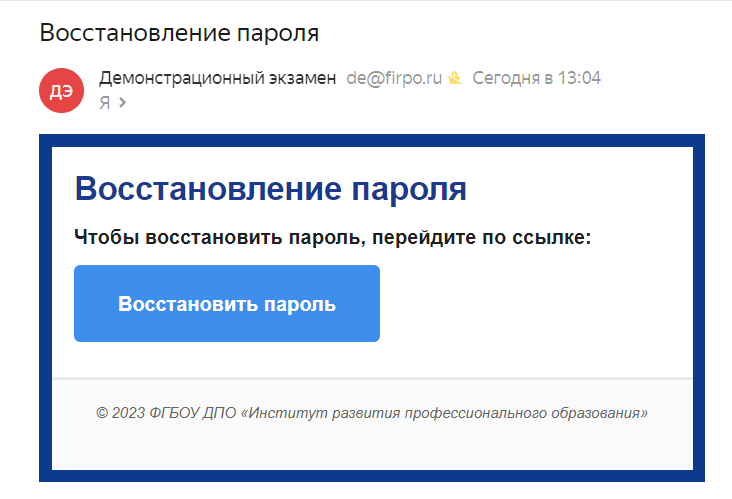 Восстановление пароля
ДЭ
Демонстрационный экзамен de@firpo.ru Сегодня в 13:04
Я
Восстановление пароля
Чтобы восстановить пароль, перейдите по ссылке:
Восстановить пароль
© 2023 ФГБОУ ДПО «Институт развития профессионального образования»